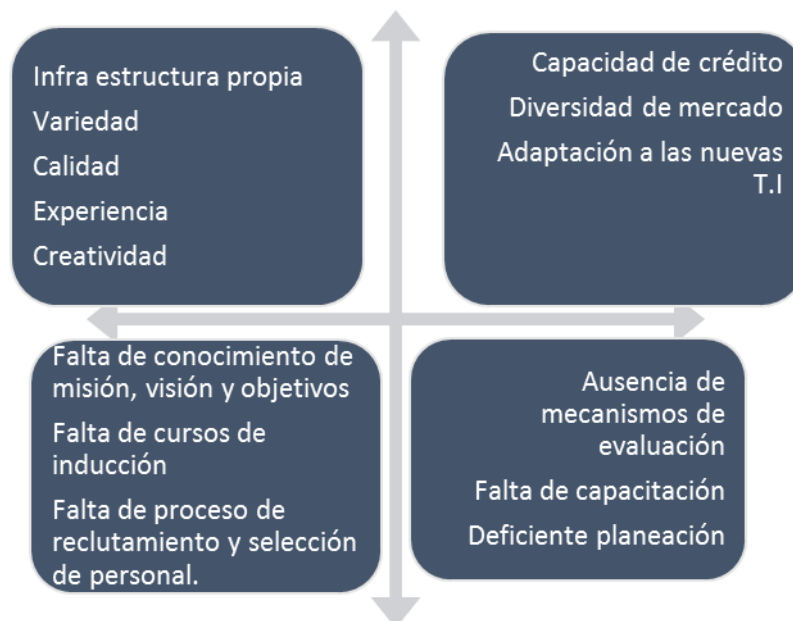 Infra estructura propia
Variedad
Calidad
Experiencia
Creatividad
Capacidad de crédito
Diversidad de mercado
Adaptación a las nuevas
T.I
Falta de conocimiento de
misión, visión y objetivos
Falta de cursos de
inducción
Falta de proceso de
reclutamiento y selección
de personal.
Ausencia de
mecanismos de
evaluación
Falta de capacitación
Deficiente planeación